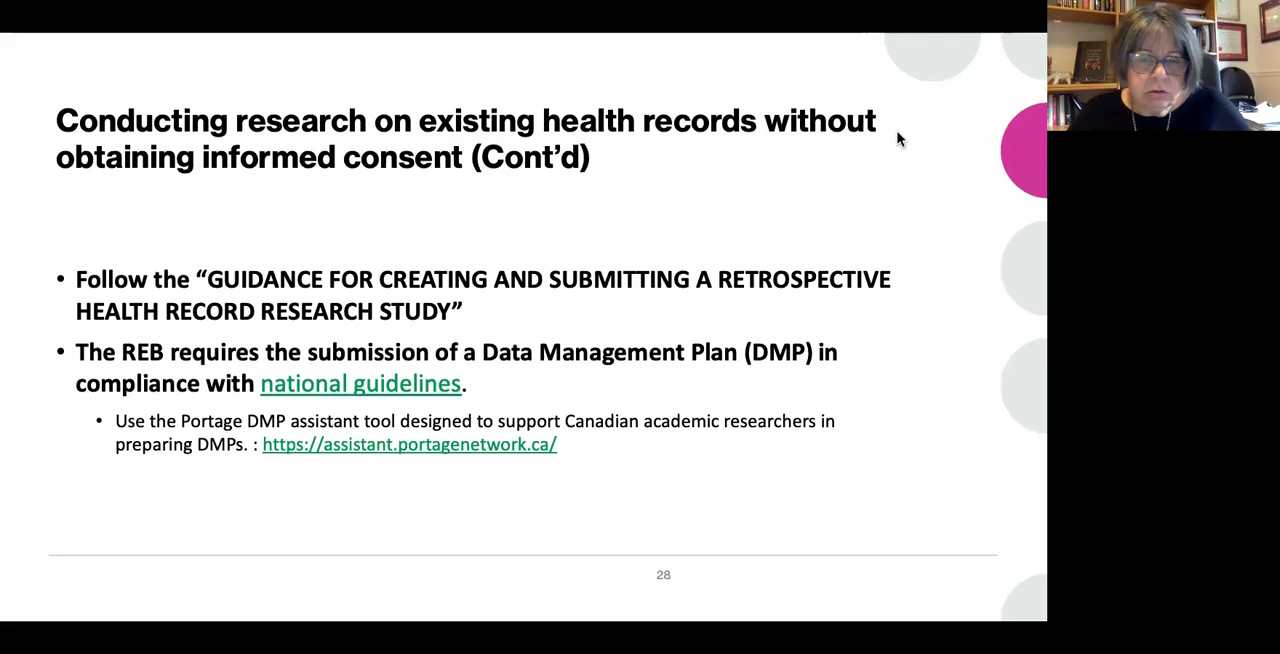 Conducting research on existing health records without
obtaining informed consent (Cont’d)
• Follow the “GUIDANCE FOR CREATING AND SUBMITTING A RETROSPECTIVE
HEALTH RECORD RESEARCH STUDY”
• The REB requires the submission of a Data Management Plan (DMP) in
compliance with national guidelines.
• Use the Portage DMP assistant tool designed to support Canadian academic researchers in
preparing DMPs. : https://assistant.portagenetwork.ca/
28